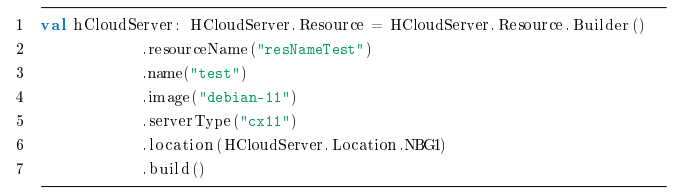 1 val hCloudServer: HCloudServer.Resource = HCloudServer.Resource.Builder()
2 .resourceName("resNameTest")
3 .name("test")
4 .image("debian-11")
5 .serverType("cx11")
6 .location(HCloudServer.Location.NBG1)
7 .build()